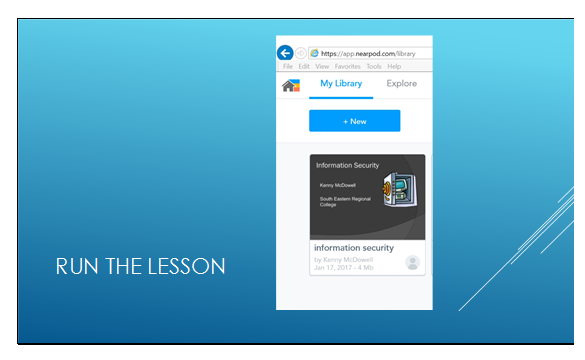 https://app.nearpod.com/library
File Edit View Favorites Tools Help
My Library Explore
+ New
Information Security
Kenny McDowell
South Eastern Regional
College
information security
by Kenny McDowell
Jan 17, 2017 - 4 Mb
RUN THE LESSON